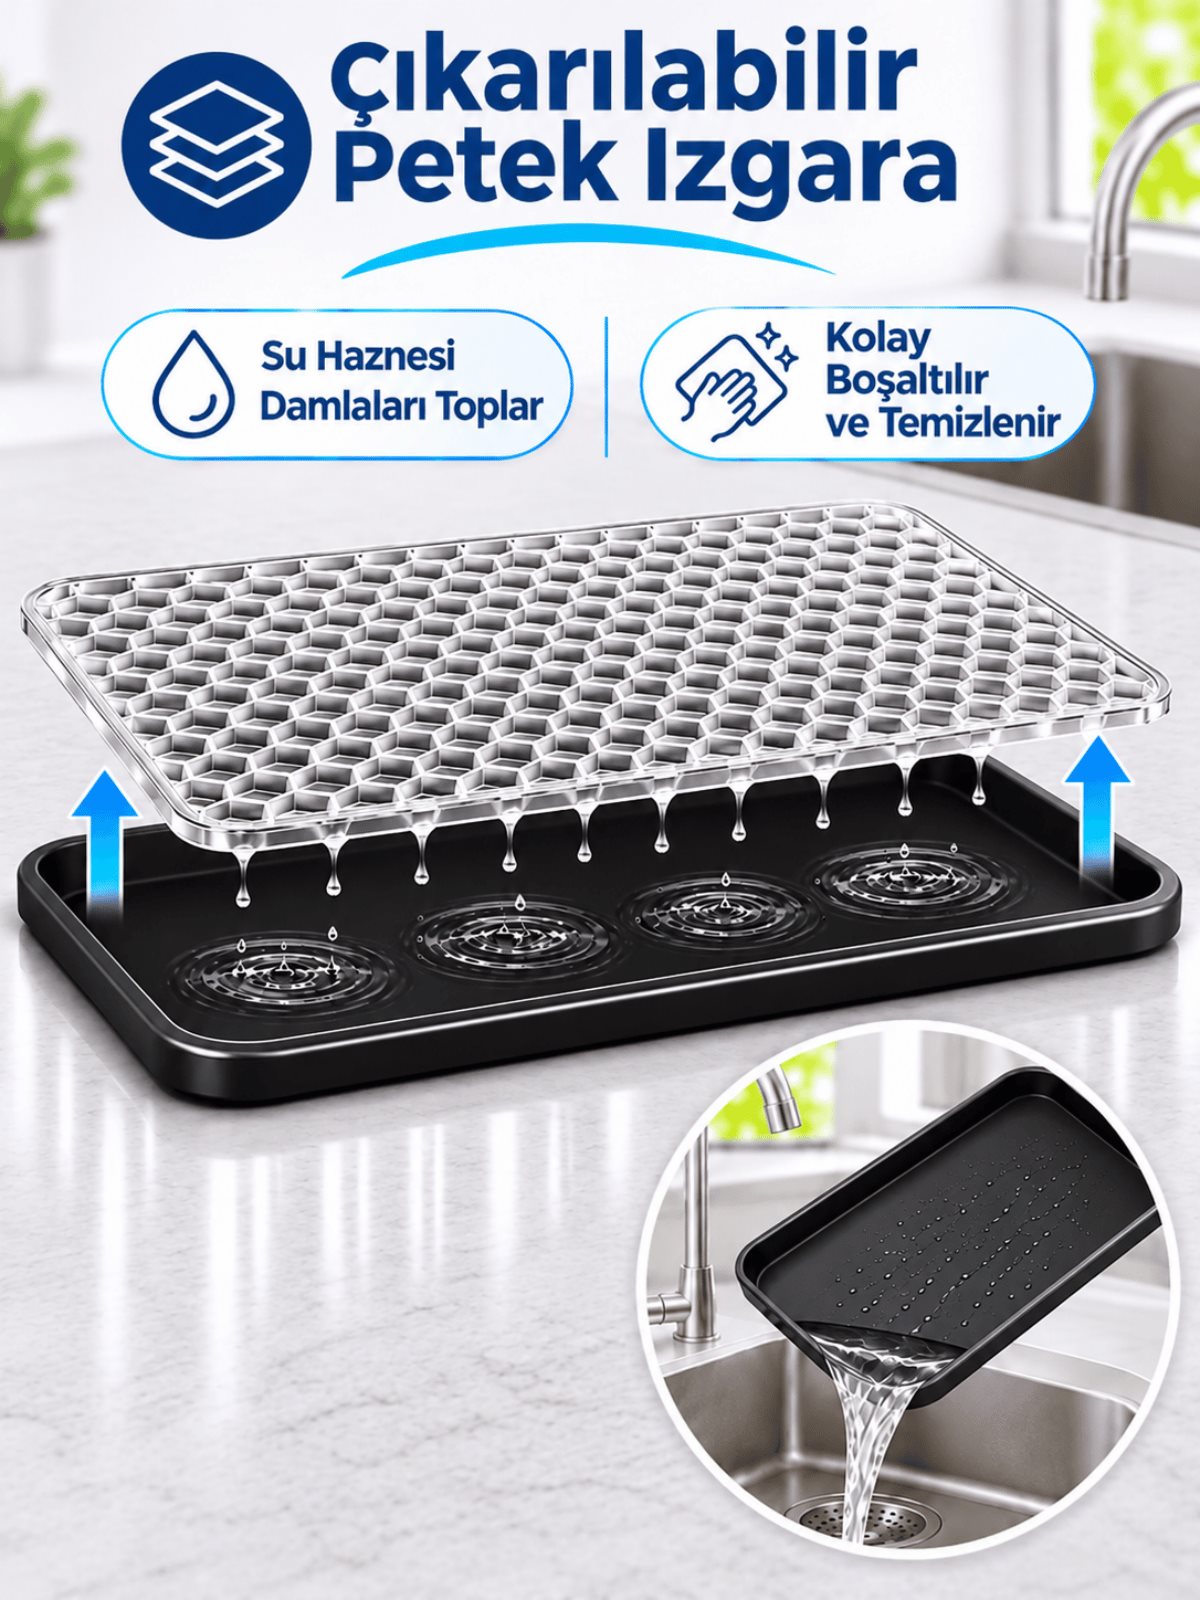 Çıkarılabilir
Petek Izgara
Su Haznesi
Damlaları Toplar
Kolay
Boşaltılır
ve Temizlenir